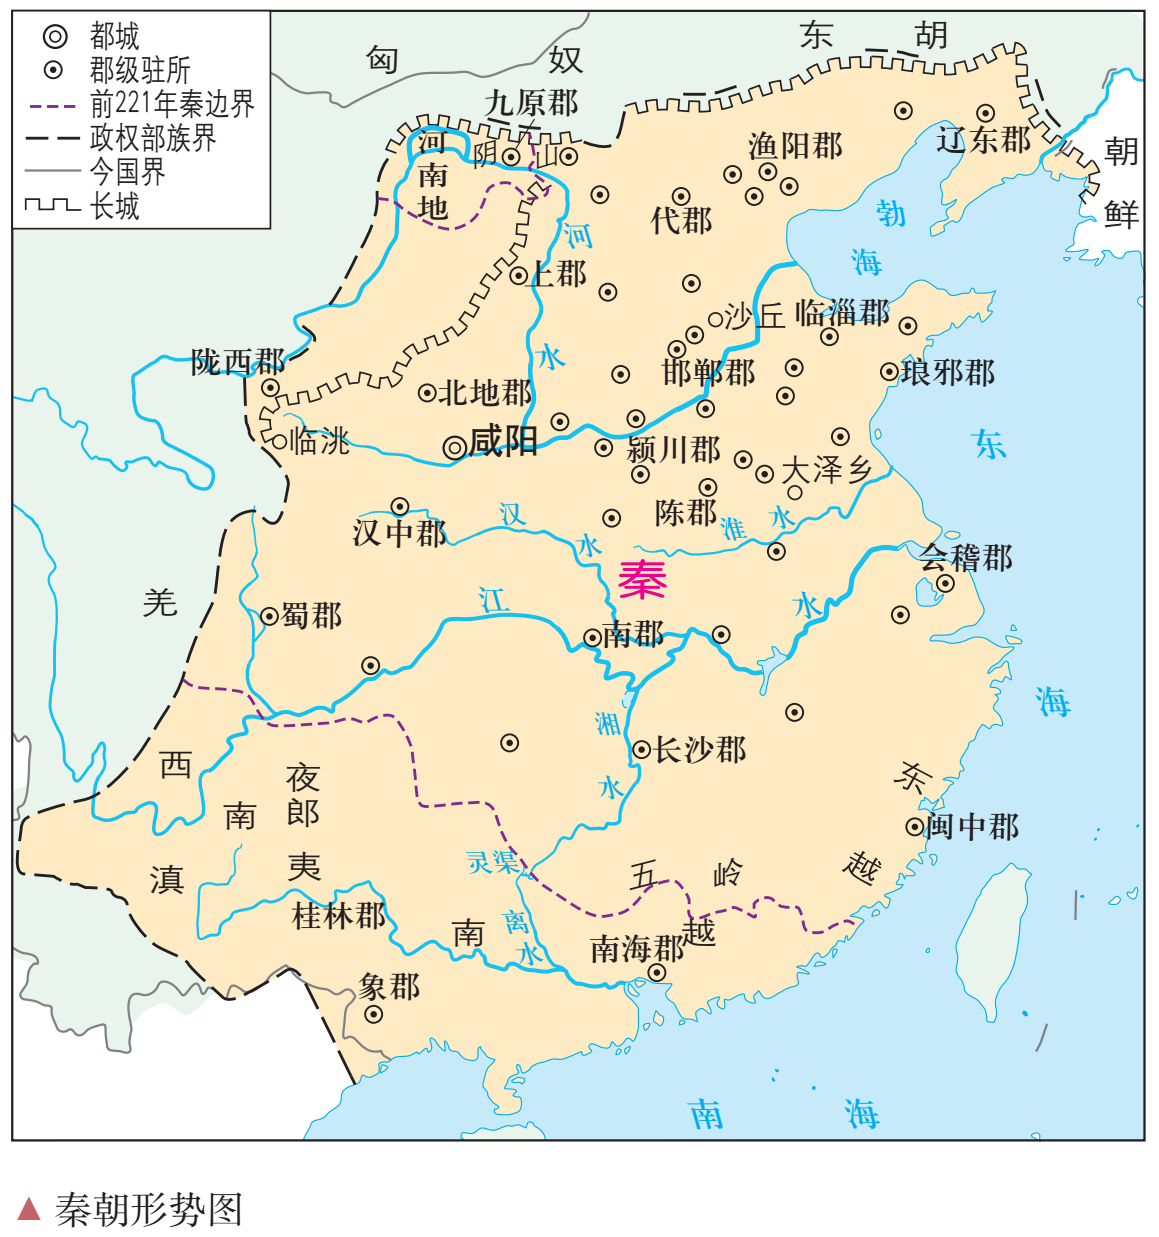 都城
郡级驻所
前221年秦边界
政权部族界
今国界
长城
匈 奴
东 胡
九原郡
河南地
阴 山
渔阳郡
辽东郡
朝鲜
代郡
勃海
河
上郡
沙丘
临淄郡
水
陇西郡
邯郸郡
琅邪郡
北地郡
临洮
咸阳
颍川郡
东
大泽乡
汉中郡
汉
水
陈郡
淮 水
秦
会稽郡
羌
江
水
蜀郡
南郡
海
湘
水
长沙郡
西
南
夷
夜郎
滇
东
越
闽中郡
灵渠
五 岭
桂林郡
离
水
南
越
南海郡
象郡
南 海
秦朝形势图